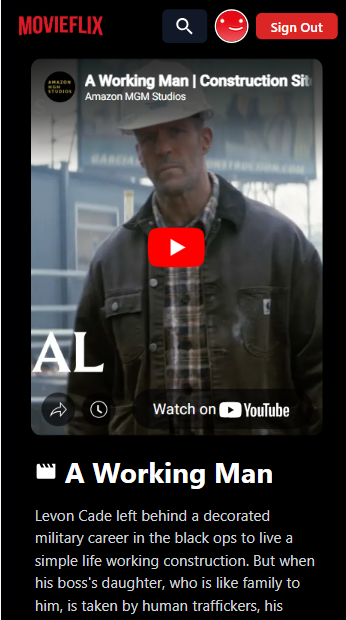 MOVIEFLIX
Sign Out
AMAZON
MGM
STUDIOS
A Working Man | Construction Sit
Amazon MGM Studios
AL
Watch on YouTube
A Working Man
Levon Cade left behind a decorated
military career in the black ops to live a
simple life working construction. But when
his boss's daughter, who is like family to
him, is taken by human traffickers, his